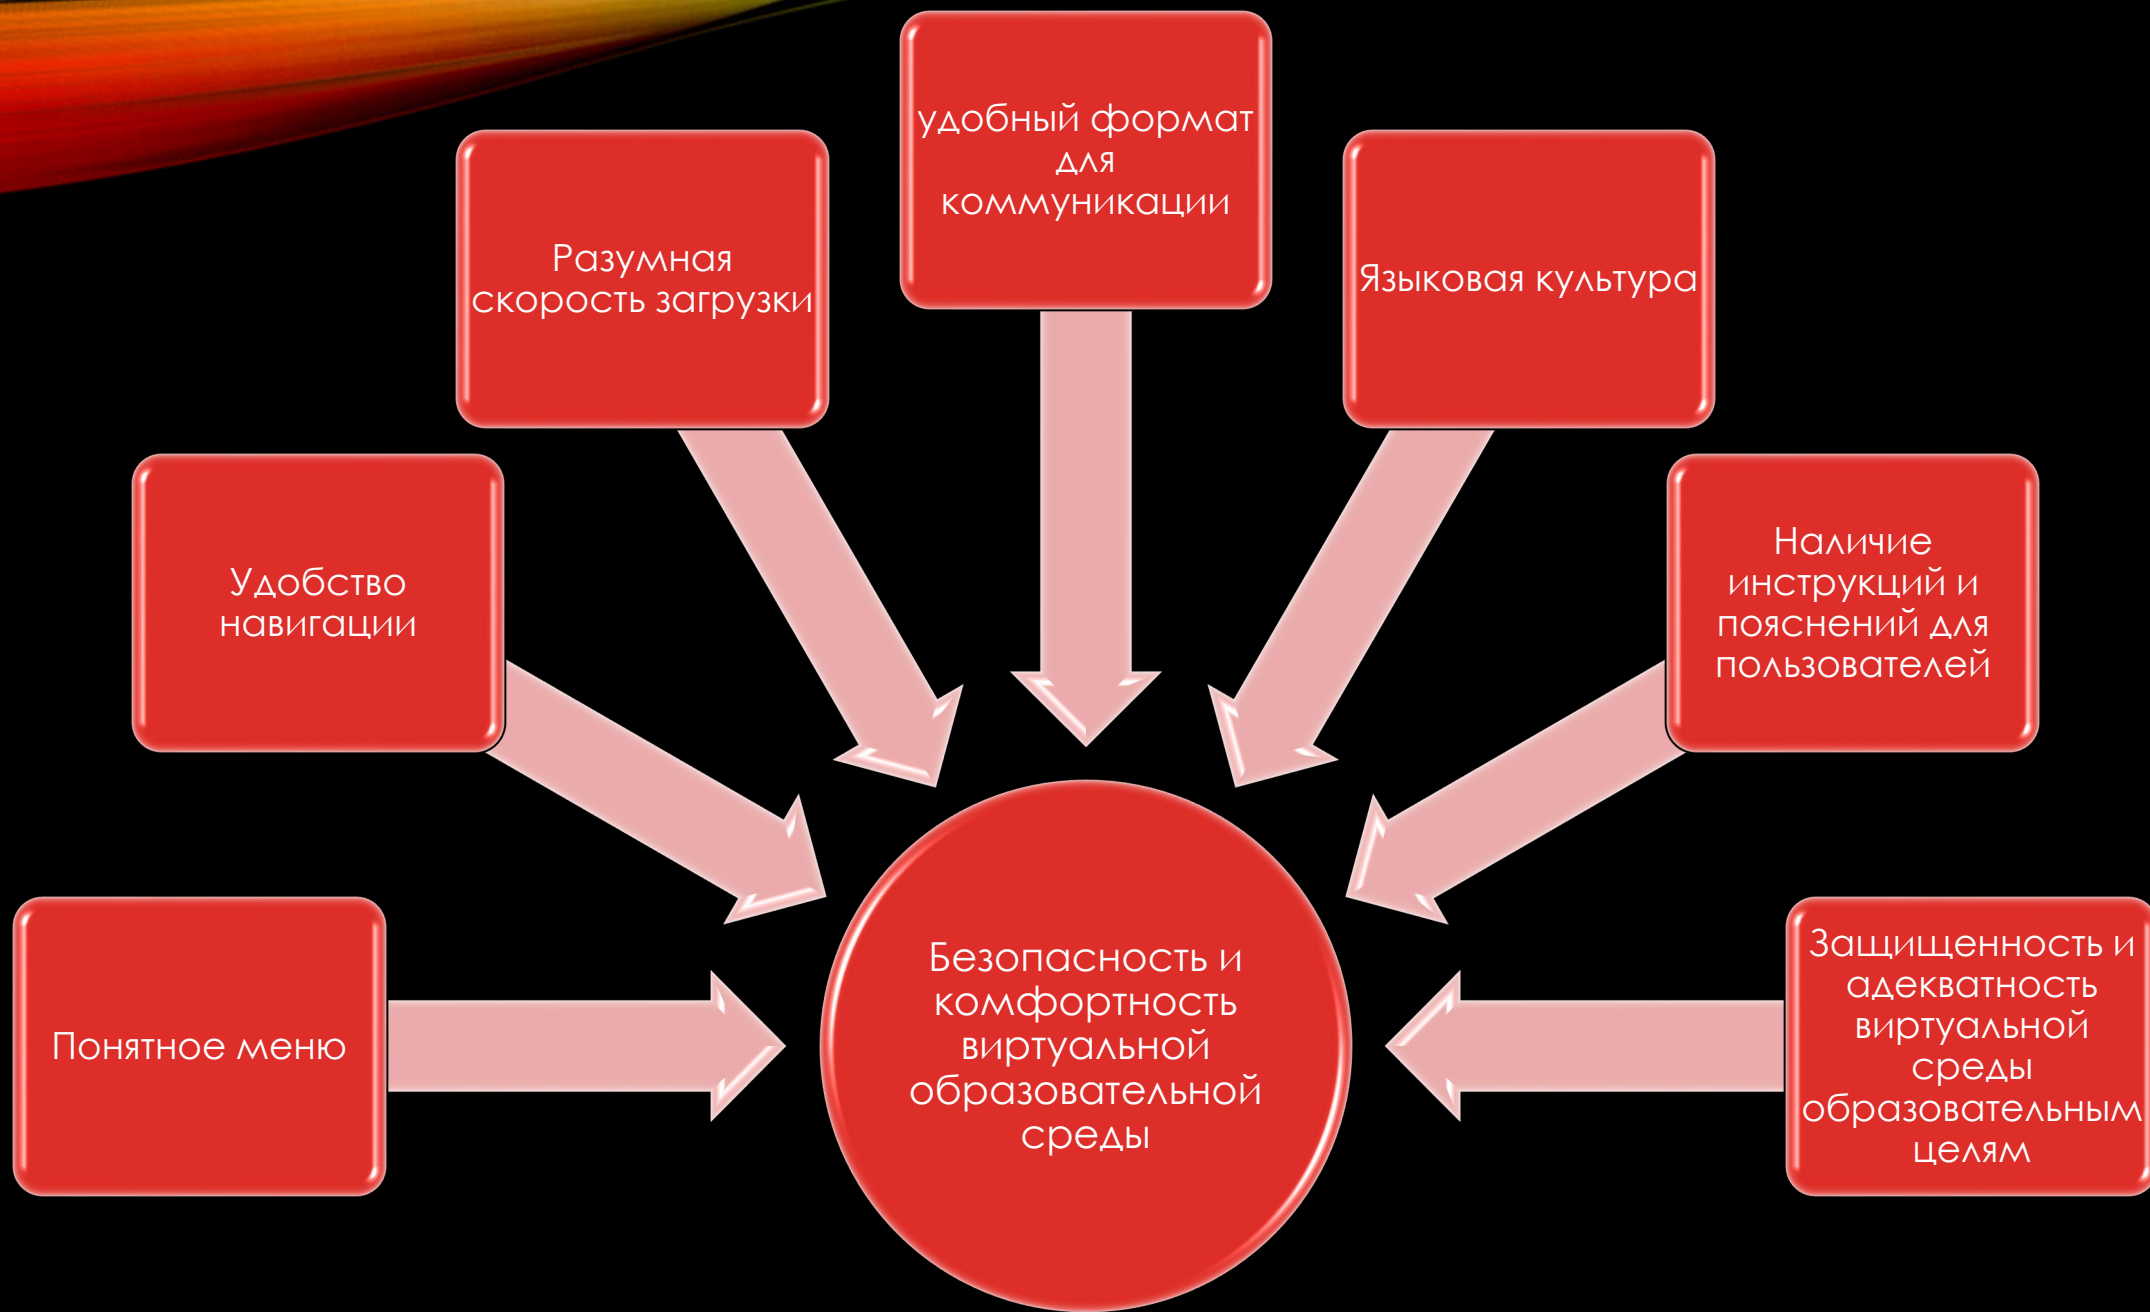 удобный формат
для
коммуникации
Разумная
скорость загрузки
Языковая культура
Удобство
навигации
Наличие
инструкций и
пояснений для
пользователей
Понятное меню
Безопасность и
комфортность
виртуальной
образовательной
среды
Защищенность и
адекватность
виртуальной
среды
образовательным
целям